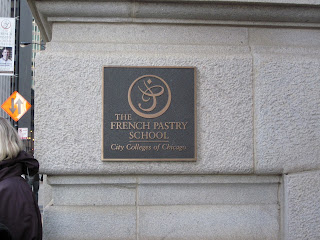 THE
FRENCH PASTRY
SCHOOL
City Colleges of Chicago